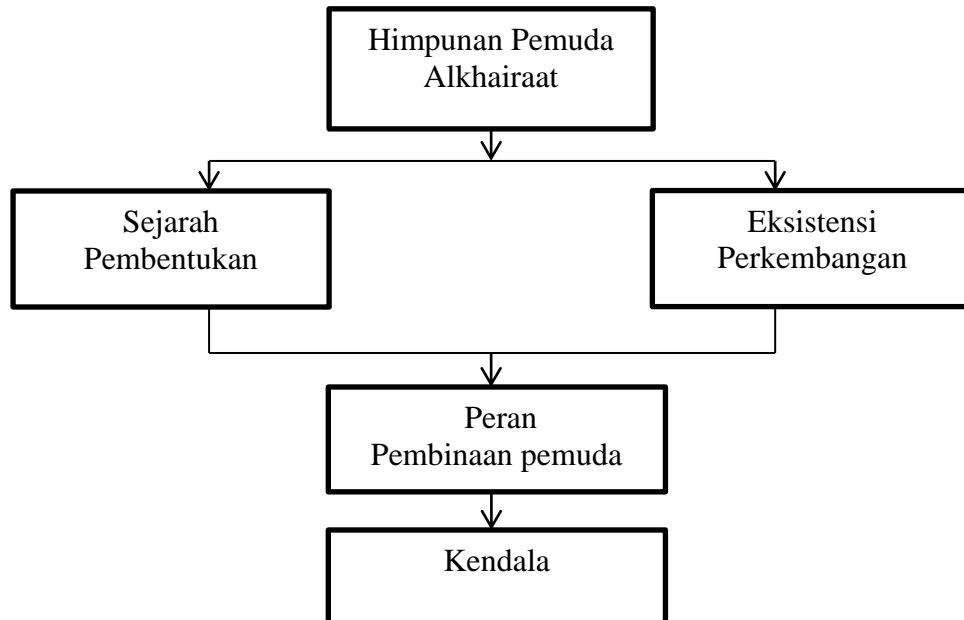 Himpunan Pemuda
Alkhairaat
Sejarah
Pembentukan
Eksistensi
Perkembangan
Peran
Pembinaan pemuda
Kendala